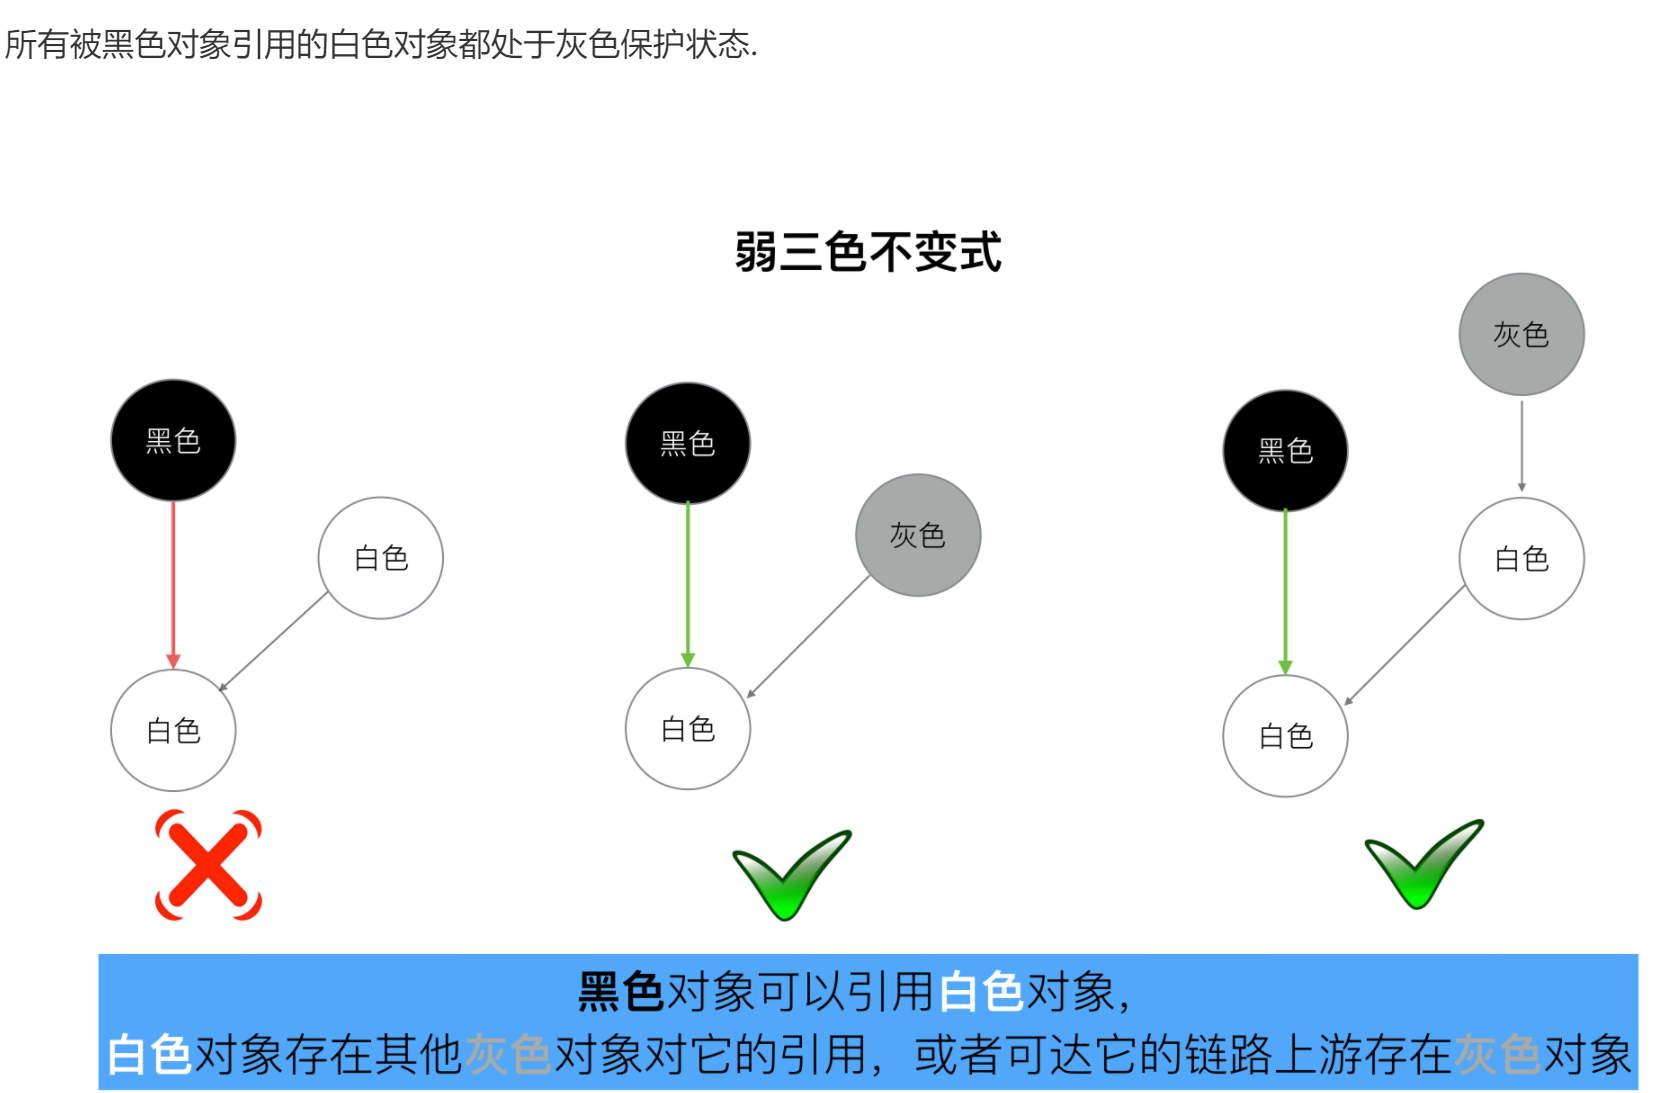 所有被黑色对象引用的白色对象都处于灰色保护状态.
弱三色不变式
灰色
黑色
黑色
黑色
灰色
白色
白色
白色
白色
白色
黑色对象可以引用白色对象，
白色对象存在其他灰色对象对它的引用，或者可达它的链路上游存在灰色对象